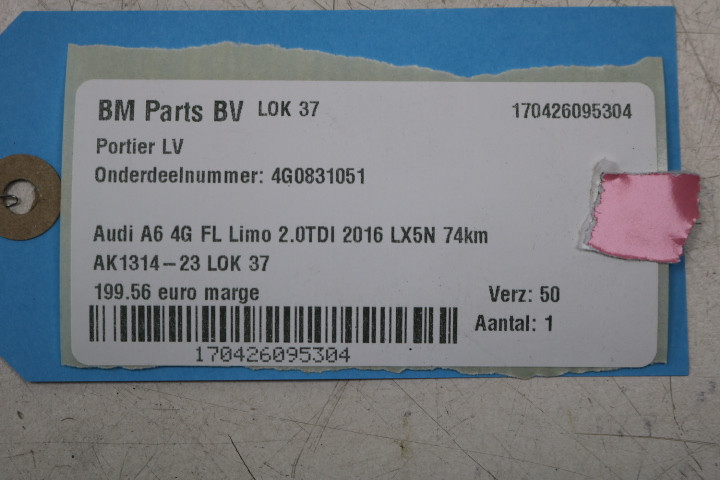 BM Parts BV LOK 37 170426095304
Portier LV
Onderdeelnummer: 4G0831051
Audi A6 4G FL Limo 2.0TDI 2016 LX5N 74km
AK1314-23 LOK 37
199.56 euro marge Verz: 50
Aantal: 1
170426095304